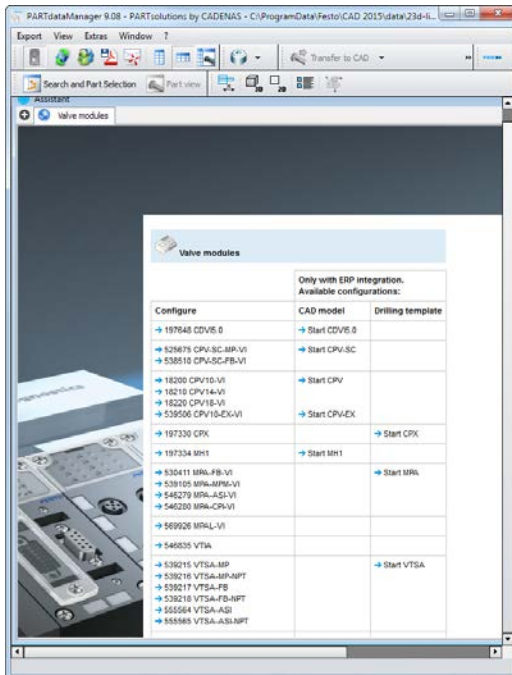 PARTdataManager 9.08 - PARTsolutions by CADENAS - C:\ProgramData\Festo\CAD 2015\data\23d-li...
Export View Extras Window ?
Transfer to CAD
Search and Part Selection Part view
Assistant
Valve modules
Valve modules
Only with ERP integration.
Available configurations:
Configure CAD model Drilling template
197648 CDVI5.0 Start CDVI5.0
525675 CPV-SC-MP-VI Start CPV-SC
538510 CPV-SC-FB-VI
18200 CPV10-VI Start CPV
18210 CPV14-VI
18220 CPV18-VI
539506 CPV10-EX-VI Start CPV-EX
197330 CPX Start CPX
197334 MH1 Start MH1
530411 MPA-FB-VI Start MPA
539105 MPA-MPM-VI
546279 MPA-ASI-VI
546280 MPA-CPI-VI
569926 MPAL-VI
546835 VTIA
539215 VTSA-MP Start VTSA
539216 VTSA-MP-NPT
539217 VTSA-FB
539218 VTSA-FB-NPT
555564 VTSA-ASI
555565 VTSA-ASI-NPT